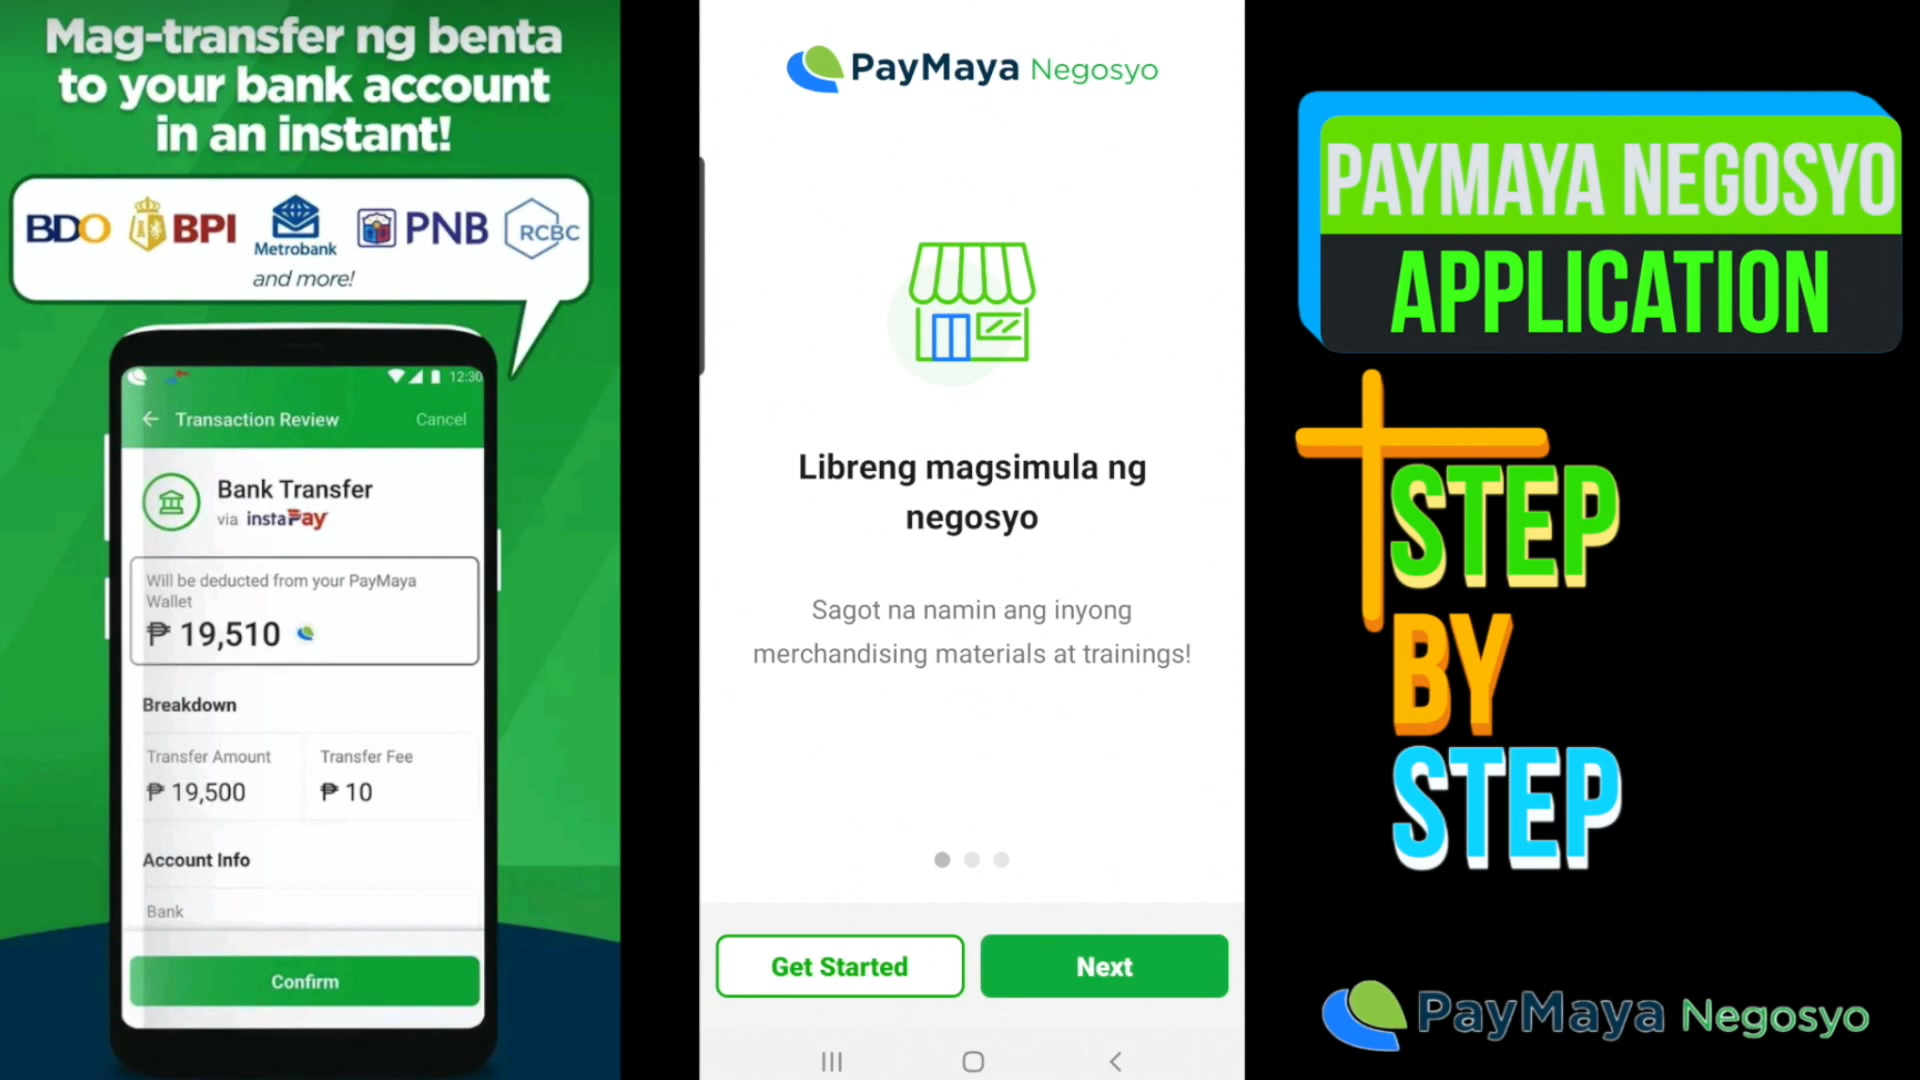 Mag-transfer ng benta
to your bank account
in an instant!
BDO BPI Metrobank PNB RCBC
and more!
12:30
Transaction Review Cancel
Bank Transfer
via instaPay
Will be deducted from your PayMaya
Wallet
₱ 19,510
Breakdown
Transfer Amount Transfer Fee
₱ 19,500 ₱ 10
Account Info
Bank
Confirm
PayMaya Negosyo
Libreng magsimula ng
negosyo
Sagot na namin ang inyong
merchandising materials at trainings!
Get Started Next
PAYMAYA NEGOSYO
APPLICATION
STEP
BY
STEP
PayMaya Negosyo